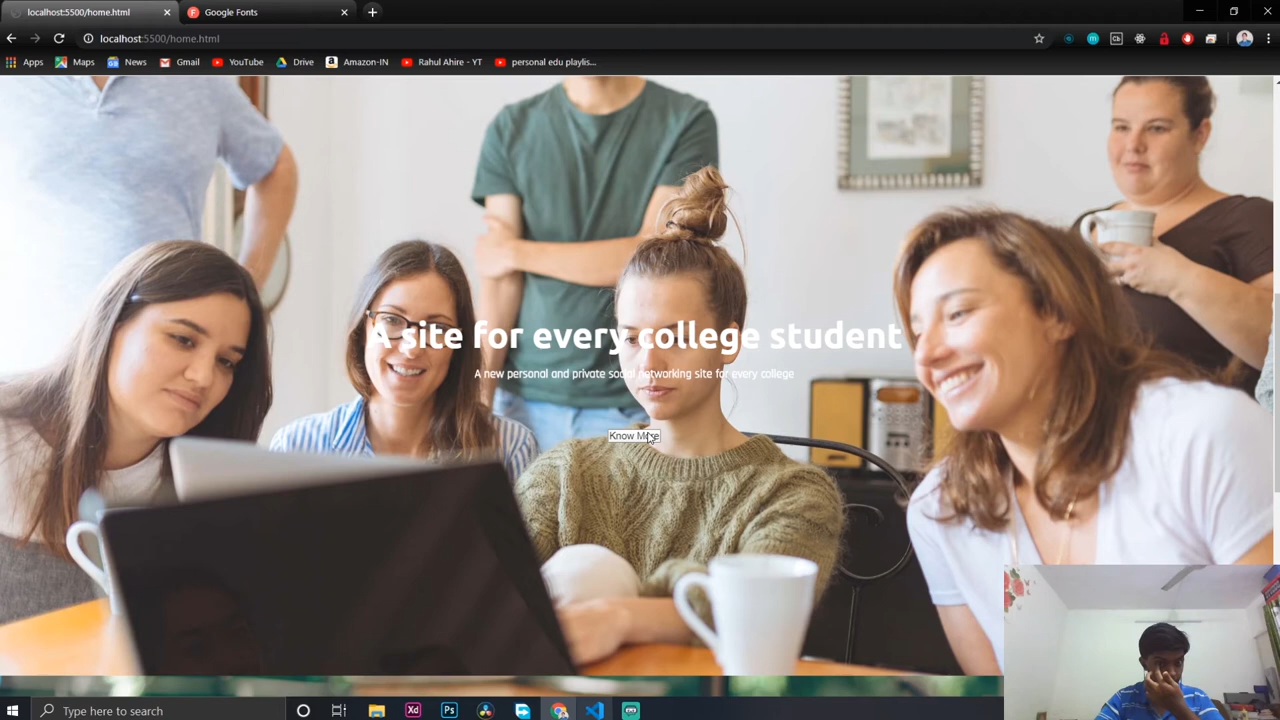 localhost:5500/home.html
Google Fonts
localhost:5500/home.html
Apps
Maps
News
Gmail
YouTube
Drive
Amazon-IN
Rahul Ahire - YT
personal edu playlis...
A site for every college student
A new personal and private social networking site for every college
Know More
Type here to search